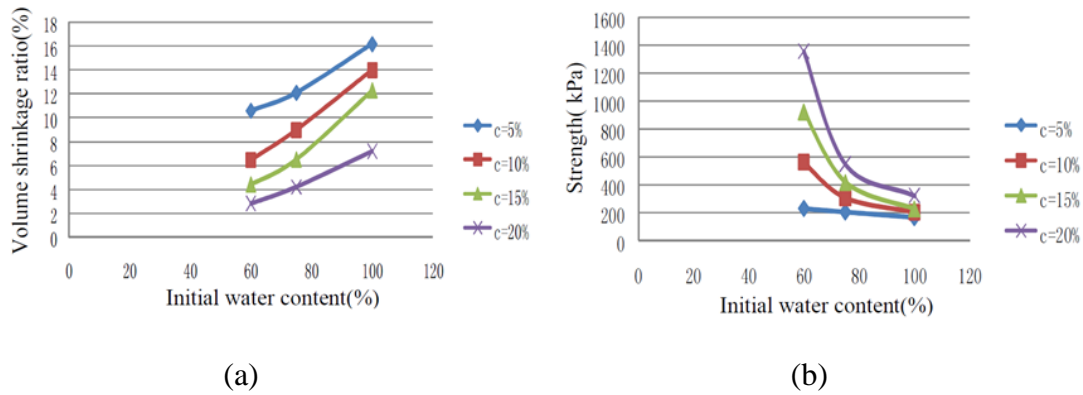 Volume shrinkage ratio(%)
18
16
14
12
10
8
6
4
2
0
0 20 40 60 80 100 120
Initial water content(%)
c=5%
c=10%
c=15%
c=20%
(a)
Strength( kPa)
1600
1400
1200
1000
800
600
400
200
0
0 20 40 60 80 100 120
Initial water content(%)
c=5%
c=10%
c=15%
c=20%
(b)